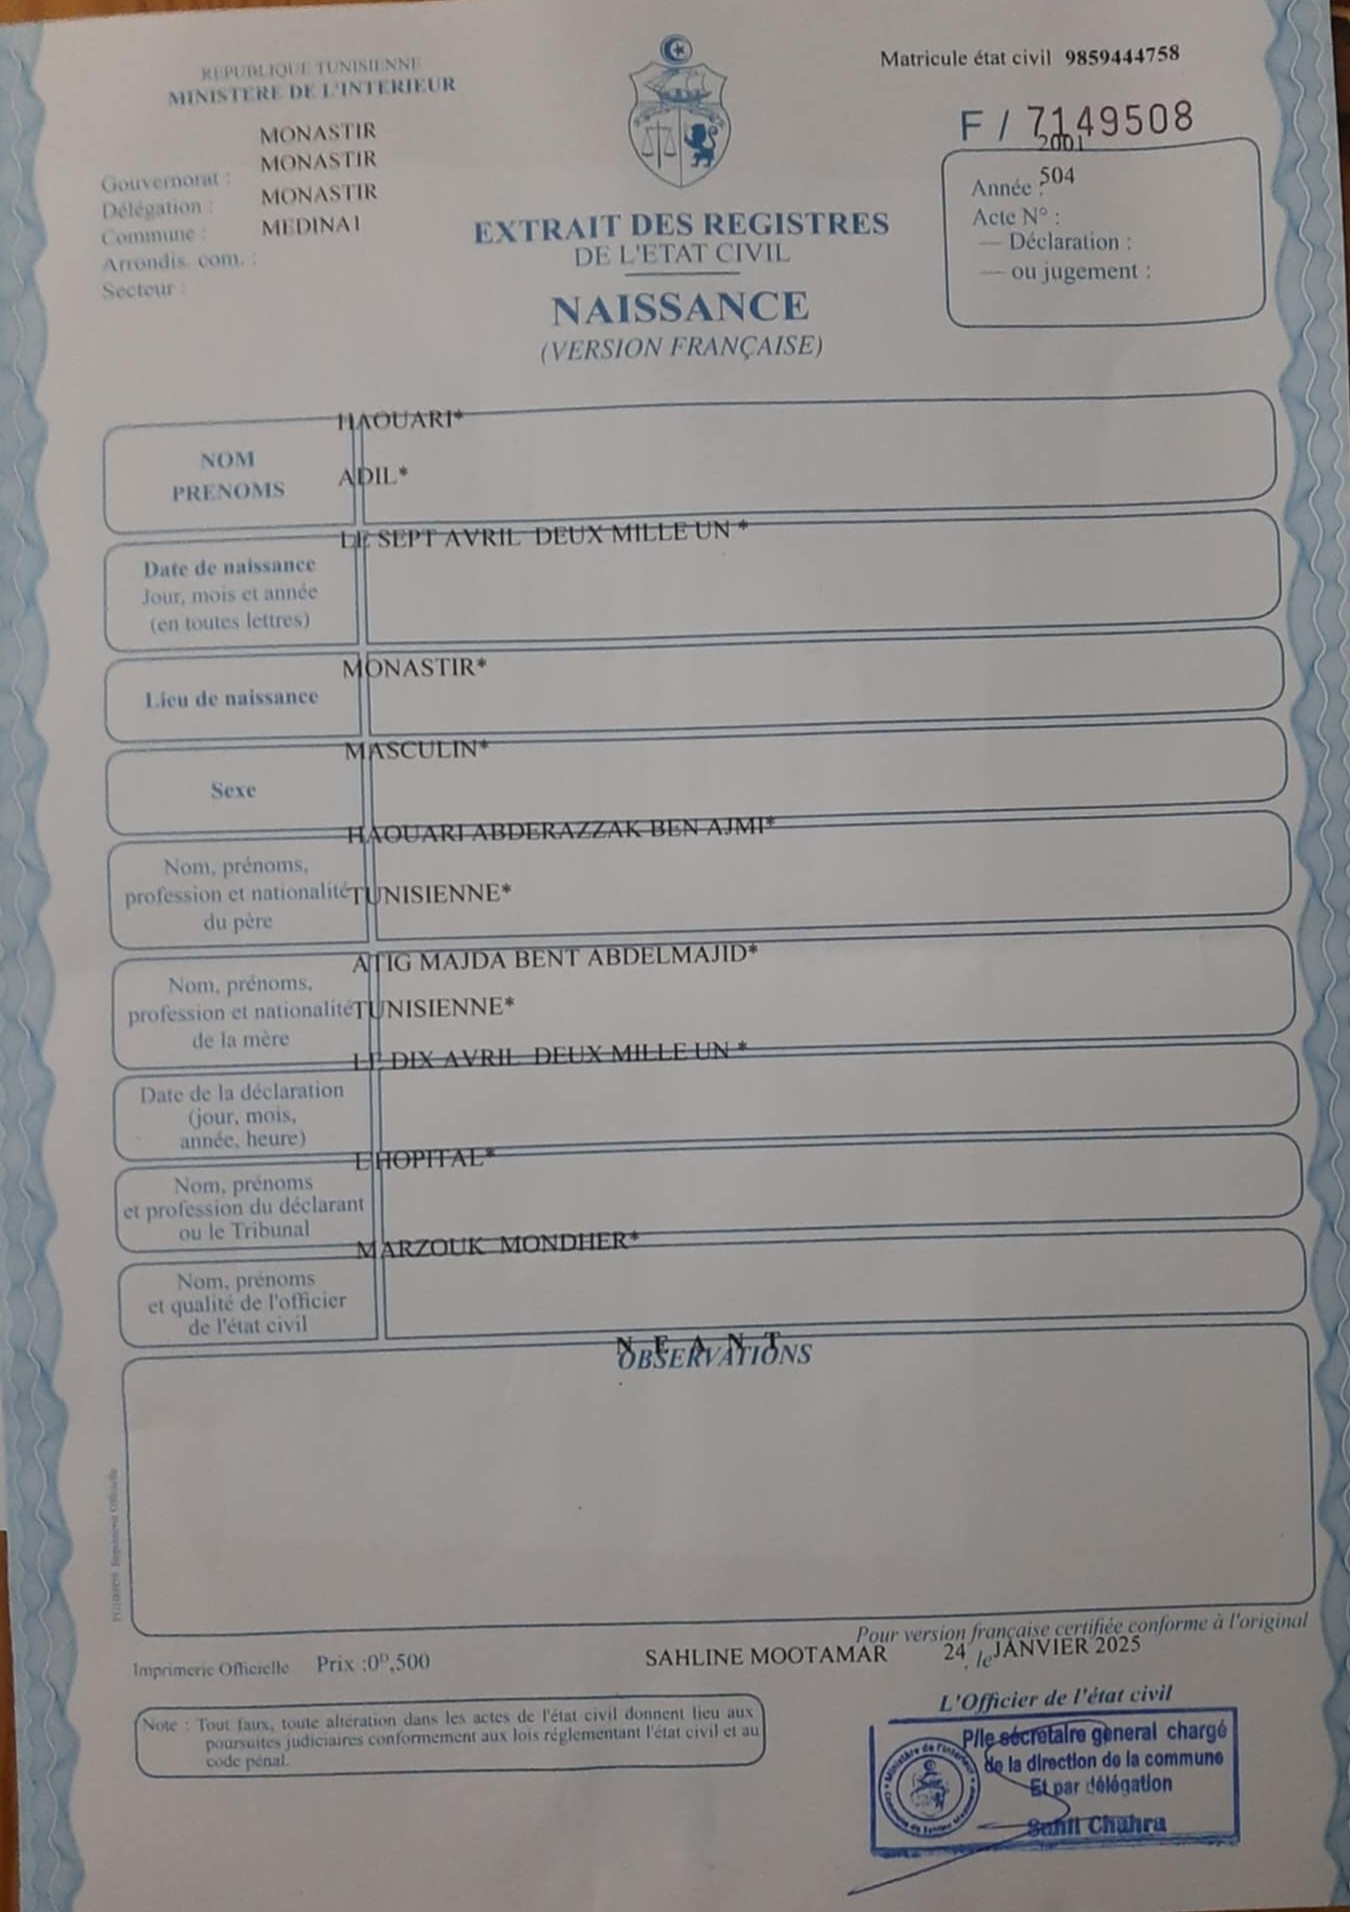 REPUBLIQUE TUNISIENNE
MINISTERE DE L'INTERIEUR
Matricule état civil 9859444758
F / 7149508
MONASTIR
MONASTIR
Gouvernorat :
MONASTIR
Délégation :
MEDINA1
Commune :
Arrondis. com. :
Secteur :
2001
Année :
504
Acte N° :
— Déclaration :
— ou jugement :
EXTRAIT DES REGISTRES
DE L'ETAT CIVIL
NAISSANCE
(VERSION FRANÇAISE)
HAOUARI*
NOM
PRENOMS
ADIL*
LE SEPT AVRIL DEUX MILLE UN *
Date de naissance
Jour, mois et année
(en toutes lettres)
MONASTIR*
Lieu de naissance
MASCULIN*
Sexe
HAOUARI ABDERAZZAK BEN AJMI*
Nom, prénoms,
profession et nationalité
du père
TUNISIENNE*
ATIG MAJDA BENT ABDELMAJID*
Nom, prénoms,
profession et nationalité
de la mère
TUNISIENNE*
LE DIX AVRIL DEUX MILLE UN *
Date de la déclaration
(jour, mois,
année, heure)
L'HOPITAL*
Nom, prénoms
et profession du déclarant
ou le Tribunal
MARZOUK MONDHER*
Nom, prénoms
et qualité de l'officier
de l'état civil
N E A N T
OBSERVATIONS
Imprimerie Officielle
Pour version française certifiée conforme à l'original
Imprimerie Officielle Prix :0ᴰ,500
SAHLINE MOOTAMAR 24 le JANVIER 2025
L'Officier de l'état civil
Note : Tout faux, toute altération dans les actes de l'état civil donnent lieu aux
poursuites judiciaires conformement aux lois réglementant l'état civil et au
code pénal.
P/le sécretaire géneral chargé
de la direction de la commune
Et par délégation
Chahra